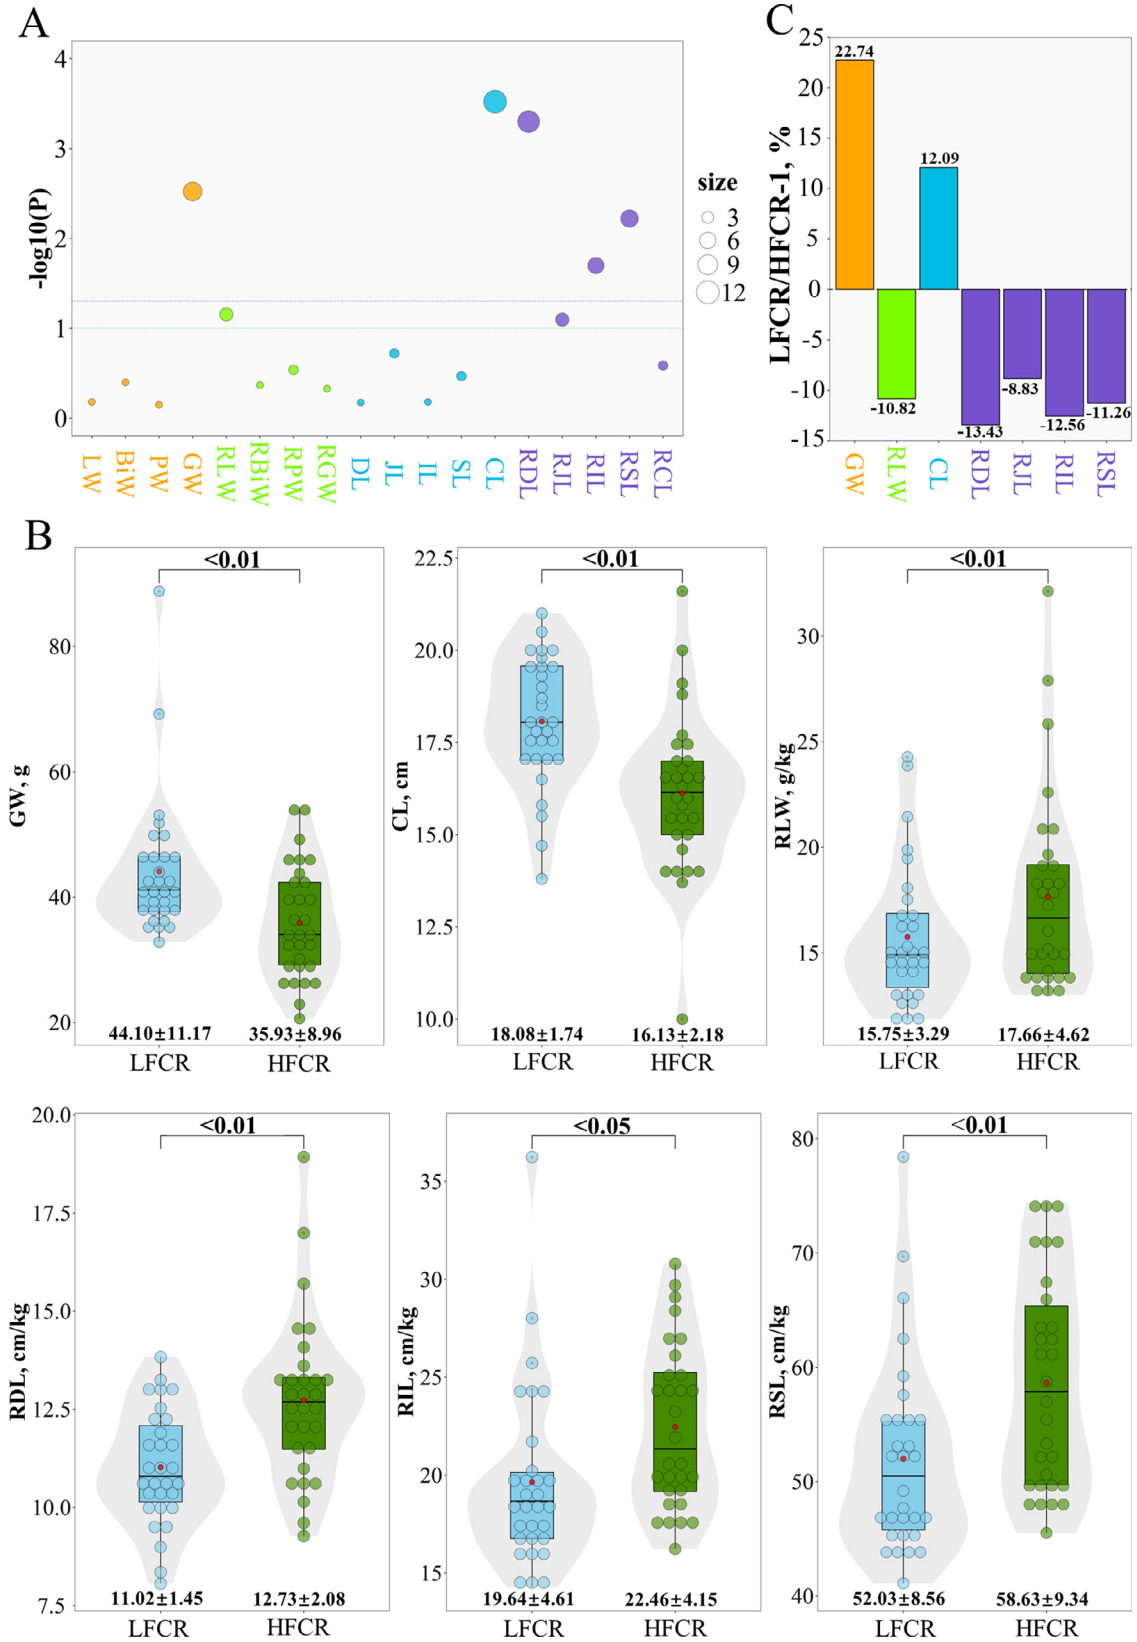 A
4
3
2
1
0
-log10(P)
LW
BiW
PW
GW
RLW
RBiW
RPW
RGW
DL
JL
IL
SL
CL
RDL
RJL
RIL
RSL
RCL
size
3
6
9
12
C
25
20
15
10
5
0
-5
-10
-15
LFCR/HFCR-1, %
22.74
-10.82
12.09
-13.43
-8.83
-12.56
-11.26
GW
RLW
CL
RDL
RJL
RIL
RSL
B
<0.01
80
60
40
20
GW, g
44.10±11.17
35.93±8.96
LFCR
HFCR
<0.01
22.5
20.0
17.5
15.0
12.5
10.0
CL, cm
18.08±1.74
16.13±2.18
LFCR
HFCR
<0.01
30
25
20
15
RLW, g/kg
15.75±3.29
17.66±4.62
LFCR
HFCR
<0.01
20.0
17.5
15.0
12.5
10.0
7.5
RDL, cm/kg
11.02±1.45
12.73±2.08
LFCR
HFCR
<0.05
35
30
25
20
15
RIL, cm/kg
19.64±4.61
22.46±4.15
LFCR
HFCR
<0.01
80
70
60
50
40
RSL, cm/kg
52.03±8.56
58.63±9.34
LFCR
HFCR